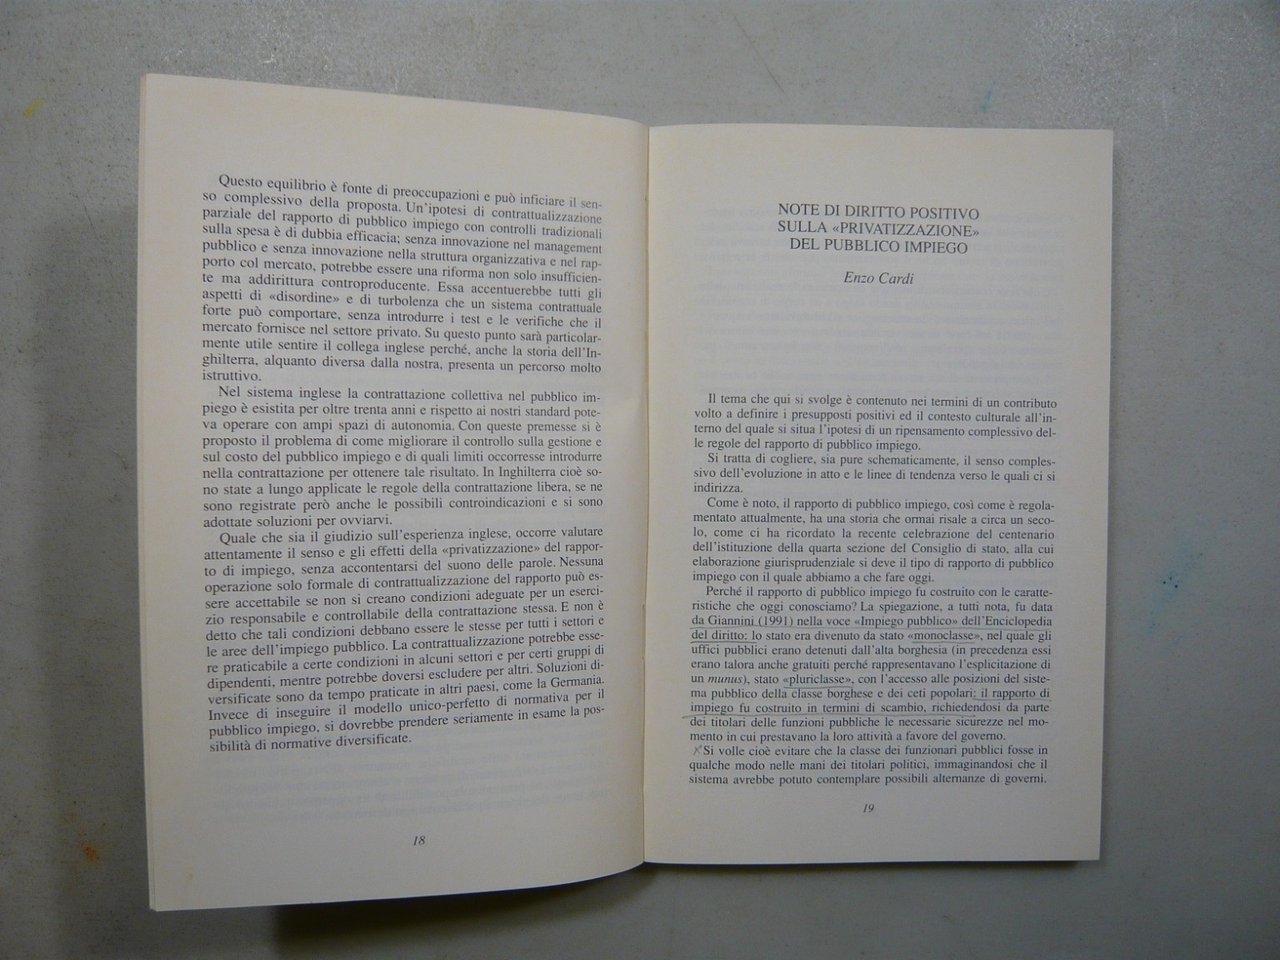 Questo equilibrio è fonte di preoccupazioni e può inficiare il sen-
so complessivo della proposta. Un'ipotesi di contrattualizzazione
parziale del rapporto di pubblico impiego con controlli tradizionali
sulla spesa è di dubbia efficacia; senza innovazione nel management
pubblico e senza innovazione nella struttura organizzativa e nel rap-
porto col mercato, potrebbe essere una riforma non solo insufficien-
te ma addirittura controproducente. Essa accentuerebbe tutti gli
aspetti di «disordine» e di turbolenza che un sistema contrattuale
forte può comportare, senza introdurre i test e le verifiche che il
mercato fornisce nel settore privato. Su questo punto sarà particolar-
mente utile sentire il collega inglese perché, anche la storia dell'In-
ghilterra, alquanto diversa dalla nostra, presenta un percorso molto
istruttivo.
Nel sistema inglese la contrattazione collettiva nel pubblico im-
piego è esistita per oltre trenta anni e rispetto ai nostri standard pote-
va operare con ampi spazi di autonomia. Con queste premesse si è
proposto il problema di come migliorare il controllo sulla gestione e
sul costo del pubblico impiego e di quali limiti occorresse introdurre
nella contrattazione per ottenere tale risultato. In Inghilterra cioè so-
no state a lungo applicate le regole della contrattazione libera, se ne
sono registrate però anche le possibili controindicazioni e si sono
adottate soluzioni per ovviarvi.
Quale che sia il giudizio sull'esperienza inglese, occorre valutare
attentamente il senso e gli effetti della «privatizzazione» del rappor-
to di impiego, senza accontentarsi del suono delle parole. Nessuna
operazione solo formale di contrattualizzazione del rapporto può es-
sere accettabile se non si creano condizioni adeguate per un eserci-
zio responsabile e controllabile della contrattazione stessa. E non è
detto che tali condizioni debbano essere le stesse per tutti i settori e
le aree dell'impiego pubblico. La contrattualizzazione potrebbe esse-
re praticabile a certe condizioni in alcuni settori e per certi gruppi di
dipendenti, mentre potrebbe doversi escludere per altri. Soluzioni di-
versificate sono da tempo praticate in altri paesi, come la Germania.
Invece di inseguire il modello unico-perfetto di normativa per il
pubblico impiego, si dovrebbe prendere seriamente in esame la pos-
sibilità di normative diversificate.
18
NOTE DI DIRITTO POSITIVO
SULLA «PRIVATIZZAZIONE»
DEL PUBBLICO IMPIEGO
Enzo Cardi
Il tema che qui si svolge è contenuto nei termini di un contributo
volto a definire i presupposti positivi ed il contesto culturale all'in-
terno del quale si situa l'ipotesi di un ripensamento complessivo del-
le regole del rapporto di pubblico impiego.
Si tratta di cogliere, sia pure schematicamente, il senso comples-
sivo dell'evoluzione in atto e le linee di tendenza verso le quali ci si
indirizza.
Come è noto, il rapporto di pubblico impiego, così come è regola-
mentato attualmente, ha una storia che ormai risale a circa un seco-
lo, come ci ha ricordato la recente celebrazione del centenario
dell'istituzione della quarta sezione del Consiglio di stato, alla cui
elaborazione giurisprudenziale si deve il tipo di rapporto di pubblico
impiego con il quale abbiamo a che fare oggi.
Perché il rapporto di pubblico impiego fu costruito con le caratte-
ristiche che oggi conosciamo? La spiegazione, a tutti nota, fu data
da Giannini (1991) nella voce «Impiego pubblico» dell'Enciclopedia
del diritto: lo stato era divenuto da stato «monoclasse», nel quale gli
uffici pubblici erano detenuti dall'alta borghesia (in precedenza essi
erano talora anche gratuiti perché rappresentavano l'esplicitazione di
un munus), stato «pluriclasse», con l'accesso alle posizioni del siste-
ma pubblico della classe borghese e dei ceti popolari: il rapporto di
impiego fu costruito in termini di scambio, richiedendosi da parte
dei titolari delle funzioni pubbliche le necessarie sicurezze nel mo-
mento in cui prestavano la loro attività a favore del governo.
Si volle cioè evitare che la classe dei funzionari pubblici fosse in
qualche modo nelle mani dei titolari politici, immaginandosi che il
sistema avrebbe potuto contemplare possibili alternanze di governi.
19